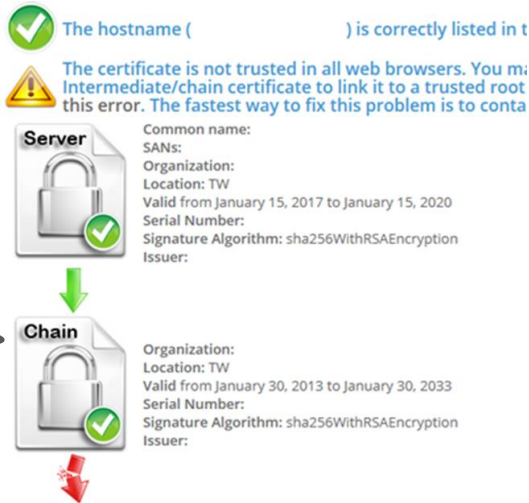 The hostname ( ) is correctly listed in t
The certificate is not trusted in all web browsers. You ma
Intermediate/chain certificate to link it to a trusted root
this error. The fastest way to fix this problem is to conta
Server
Common name:
SANs:
Organization:
Location: TW
Valid from January 15, 2017 to January 15, 2020
Serial Number:
Signature Algorithm: sha256WithRSAEncryption
Issuer:
Chain
Organization:
Location: TW
Valid from January 30, 2013 to January 30, 2033
Serial Number:
Signature Algorithm: sha256WithRSAEncryption
Issuer: